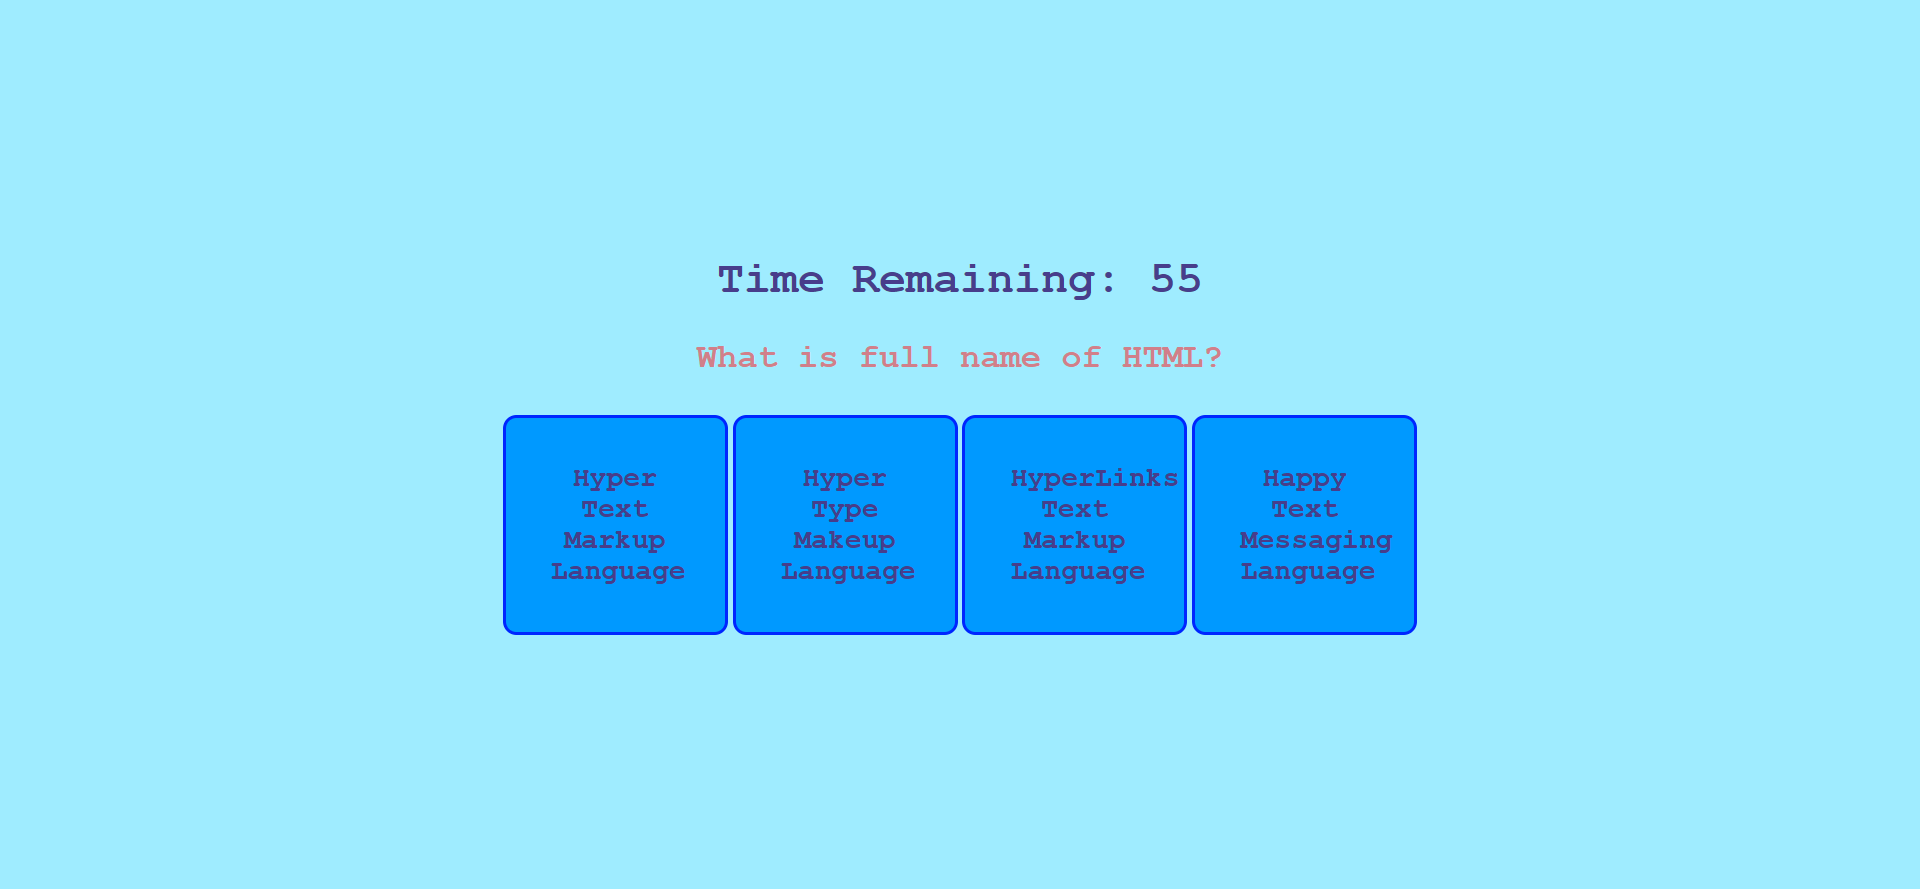 Time Remaining: 55
What is full name of HTML?
Hyper
Text
Markup
Language
Hyper
Type
Makeup
Language
HyperLinks
Text
Markup
Language
Happy
Text
Messaging
Language